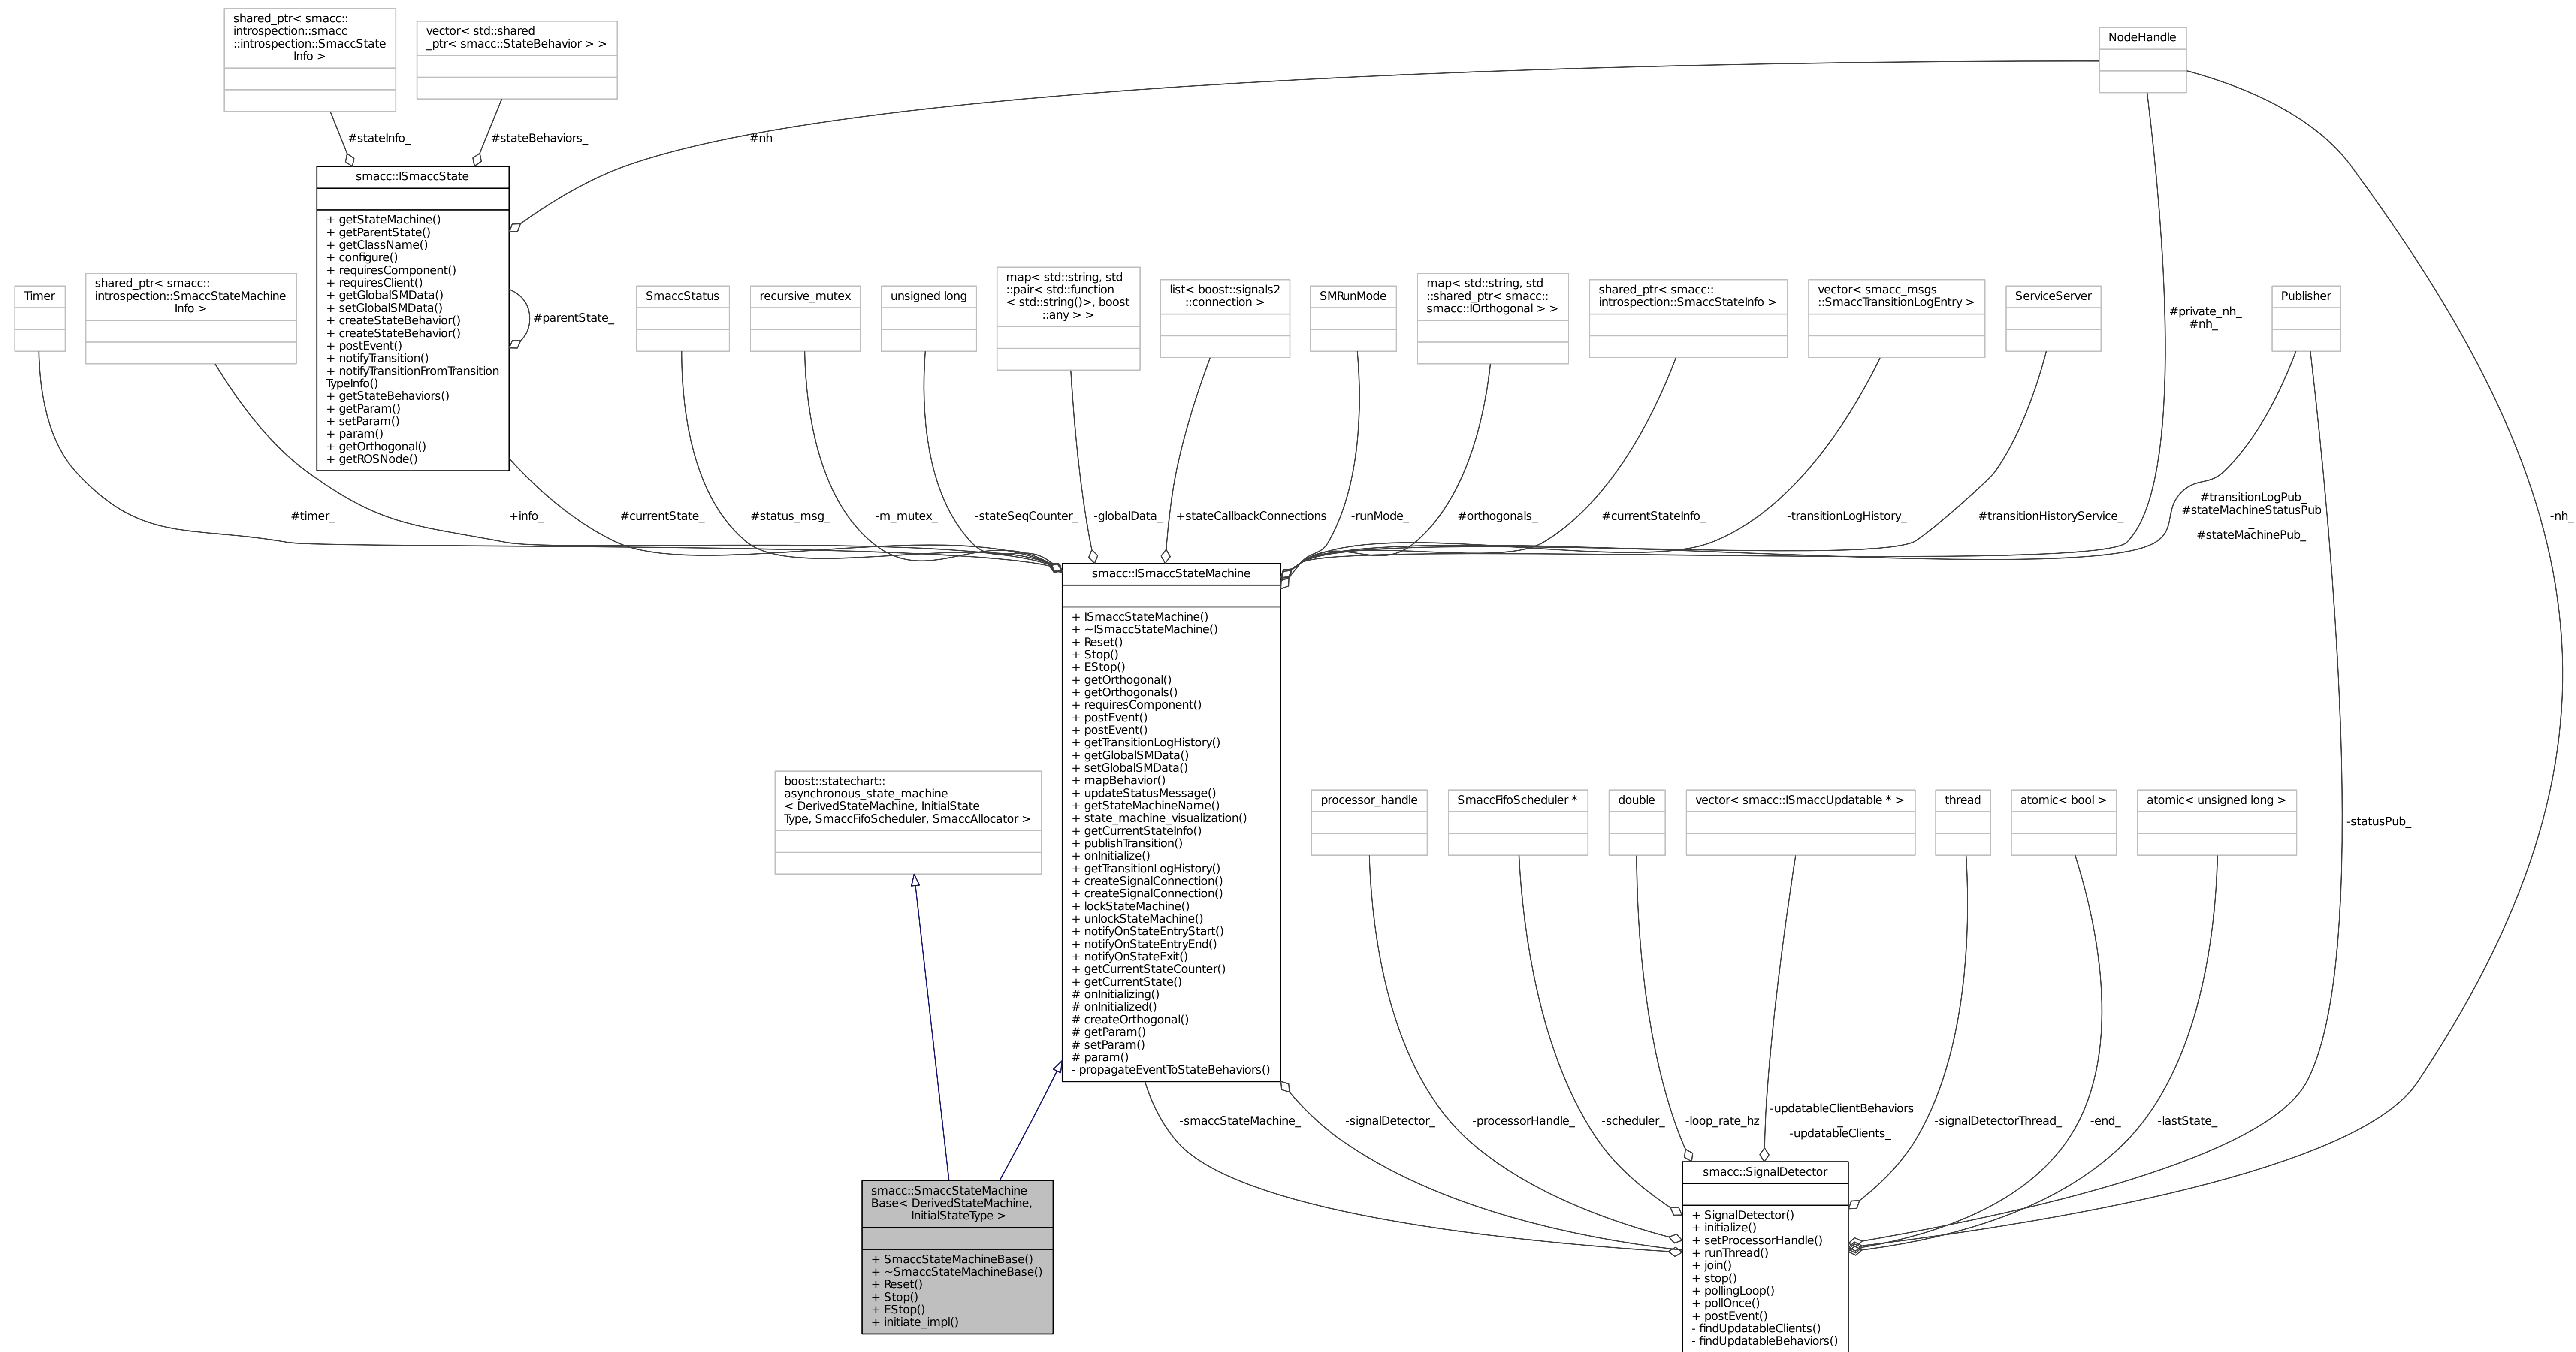 shared_ptr< smacc::
introspection::smacc
::introspection::SmaccState
Info >
vector< std::shared
_ptr< smacc::StateBehavior > >
NodeHandle
#stateInfo_
#stateBehaviors_
#nh
smacc::ISmaccState
+ getStateMachine()
+ getParentState()
+ getClassName()
+ configure()
+ requiresComponent()
+ requiresClient()
+ getGlobalSMData()
+ setGlobalSMData()
+ createStateBehavior()
+ createStateBehavior()
+ postEvent()
+ notifyTransition()
+ notifyTransitionFromTransition
TypeInfo()
+ getStateBehaviors()
+ getParam()
+ setParam()
+ param()
+ getOrthogonal()
+ getROSNode()
#parentState_
Timer
shared_ptr< smacc::
introspection::SmaccStateMachine
Info >
SmaccStatus
recursive_mutex
unsigned long
map< std::string, std
::pair< std::function
< std::string()>, boost
::any > >
list< boost::signals2
::connection >
SMRunMode
map< std::string, std
::shared_ptr< smacc::
smacc::IOrthogonal > >
shared_ptr< smacc::
introspection::SmaccStateInfo >
vector< smacc_msgs
::SmaccTransitionLogEntry >
ServiceServer
#private_nh_
#nh_
Publisher
#timer_
+info_
#currentState_
#status_msg_
-m_mutex_
-stateSeqCounter_
-globalData_
+stateCallbackConnections
-runMode_
#orthogonals_
#currentStateInfo_
-transitionLogHistory_
#transitionHistoryService_
#transitionLogPub_
#stateMachineStatusPub
_
#stateMachinePub_
-nh_
smacc::ISmaccStateMachine
+ ISmaccStateMachine()
+ ~ISmaccStateMachine()
+ Reset()
+ Stop()
+ EStop()
+ getOrthogonal()
+ getOrthogonals()
+ requiresComponent()
+ postEvent()
+ postEvent()
+ getTransitionLogHistory()
+ getGlobalSMData()
+ setGlobalSMData()
+ mapBehavior()
+ updateStatusMessage()
+ getStateMachineName()
+ state_machine_visualization()
+ getCurrentStateInfo()
+ publishTransition()
+ onInitialize()
+ getTransitionLogHistory()
+ createSignalConnection()
+ createSignalConnection()
+ lockStateMachine()
+ unlockStateMachine()
+ notifyOnStateEntryStart()
+ notifyOnStateEntryEnd()
+ notifyOnStateExit()
+ getCurrentStateCounter()
+ getCurrentState()
# onInitializing()
# onInitialized()
# createOrthogonal()
# getParam()
# setParam()
# param()
- propagateEventToStateBehaviors()
boost::statechart::
asynchronous_state_machine
< DerivedStateMachine, InitialState
Type, SmaccFifoScheduler, SmaccAllocator >
processor_handle
SmaccFifoScheduler *
double
vector< smacc::ISmaccUpdatable * >
thread
atomic< bool >
atomic< unsigned long >
-statusPub_
-smaccStateMachine_
-signalDetector_
-processorHandle_
-scheduler_
-loop_rate_hz
-updatableClientBehaviors
_
-updatableClients_
-signalDetectorThread_
-end_
-lastState_
smacc::SmaccStateMachine
Base< DerivedStateMachine,
InitialStateType >
+ SmaccStateMachineBase()
+ ~SmaccStateMachineBase()
+ Reset()
+ Stop()
+ EStop()
+ initiate_impl()
smacc::SignalDetector
+ SignalDetector()
+ initialize()
+ setProcessorHandle()
+ runThread()
+ join()
+ stop()
+ pollingLoop()
+ pollOnce()
+ postEvent()
- findUpdatableClients()
- findUpdatableBehaviors()